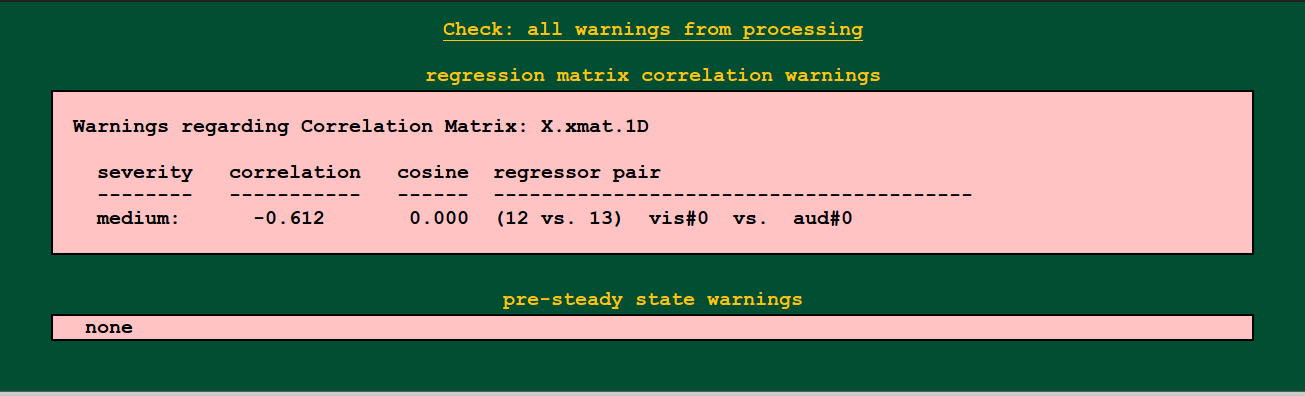 Check: all warnings from processing
regression matrix correlation warnings
Warnings regarding Correlation Matrix: X.xmat.1D
severity   correlation   cosine  regressor pair
--------   -----------   ------  ----------------------------------------
medium:      -0.612       0.000  (12 vs. 13)  vis#0  vs.  aud#0
pre-steady state warnings
none